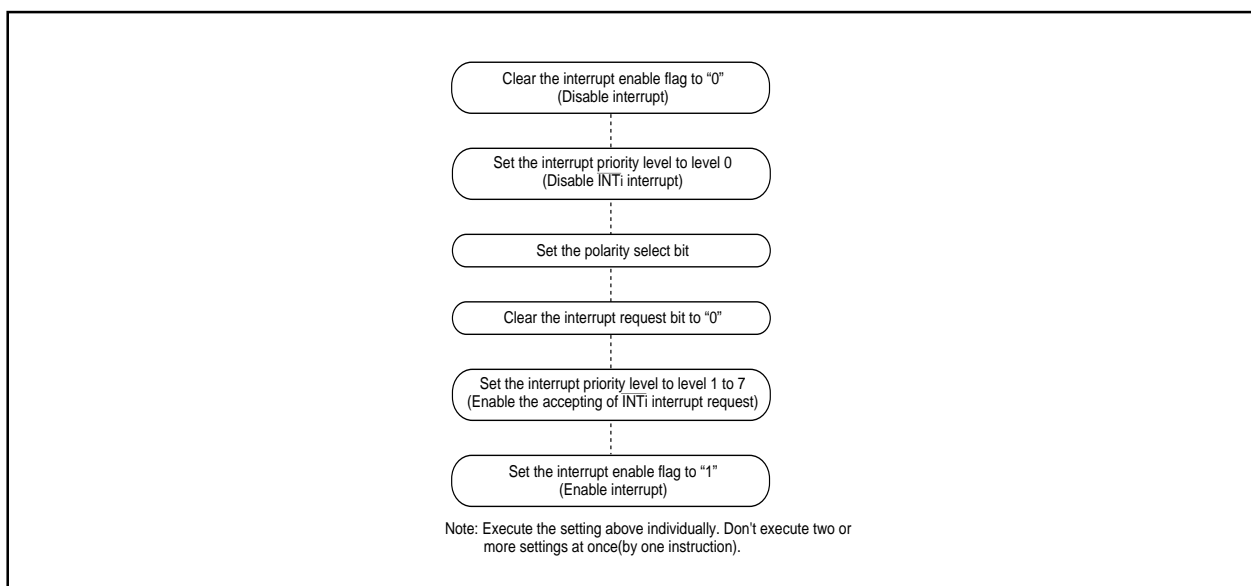 Clear the interrupt enable flag to “0”
(Disable interrupt)
Set the interrupt priority level to level 0
(Disable INTi interrupt)
Set the polarity select bit
Clear the interrupt request bit to “0”
Set the interrupt priority level to level 1 to 7
(Enable the accepting of INTi interrupt request)
Set the interrupt enable flag to “1”
(Enable interrupt)
Note: Execute the setting above individually. Don’t execute two or
more settings at once(by one instruction).